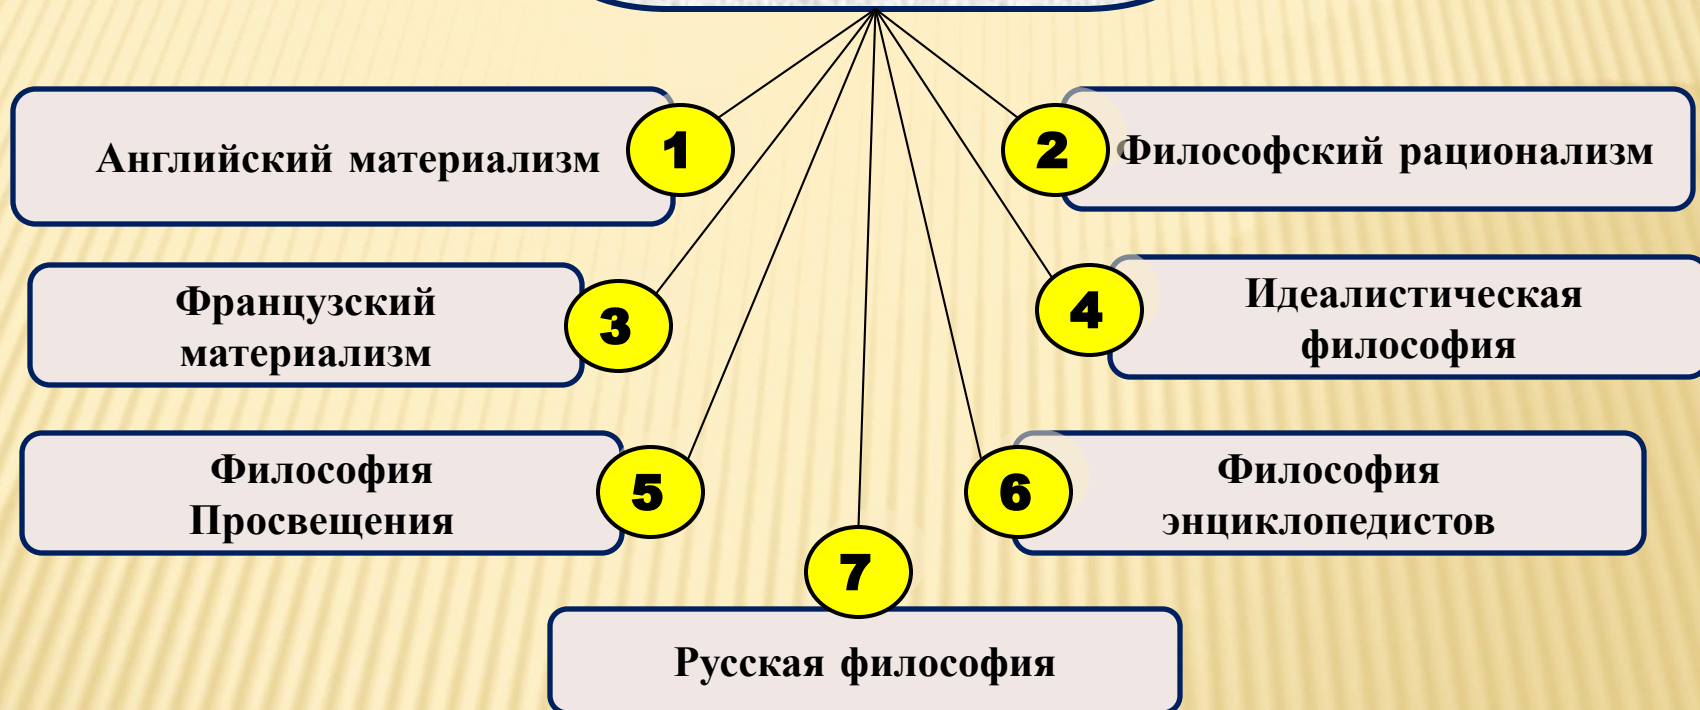 Английский материализм
1
2
Философский рационализм
Французский
материализм
3
4
Идеалистическая
философия
Философия
Просвещения
5
6
Философия
энциклопедистов
7
Русская философия